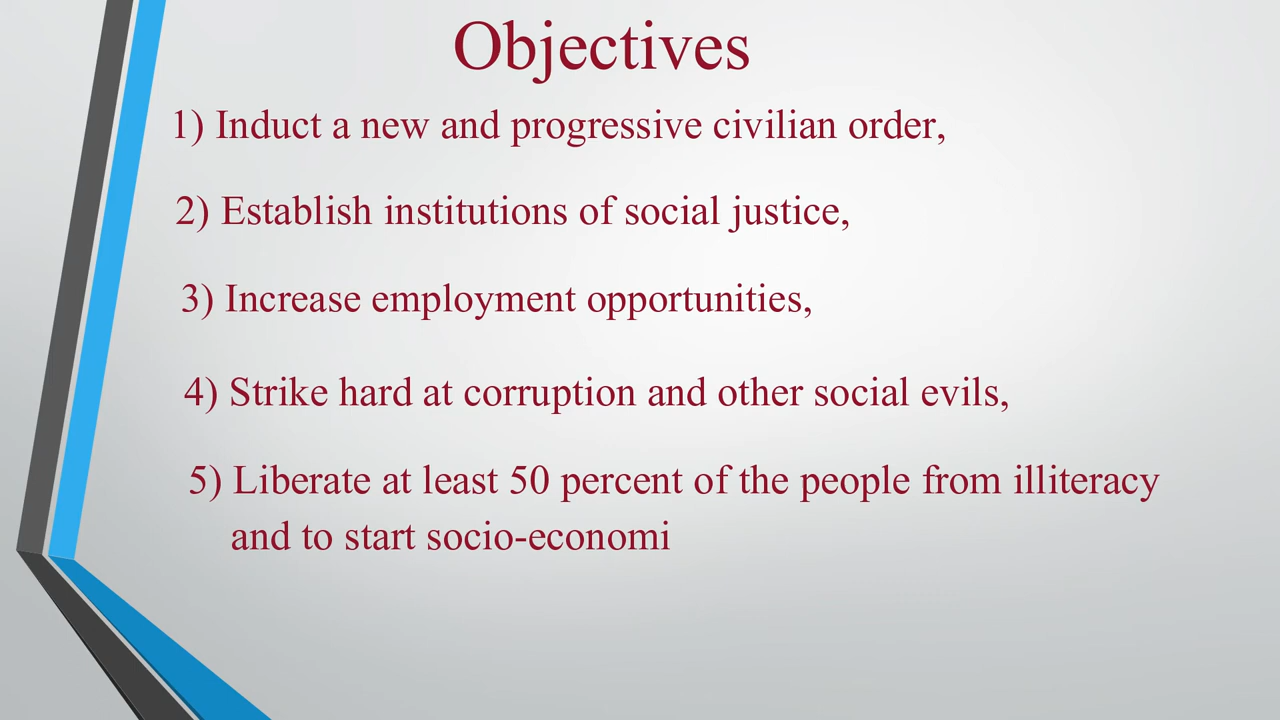 Objectives
1) Induct a new and progressive civilian order,
2) Establish institutions of social justice,
3) Increase employment opportunities,
4) Strike hard at corruption and other social evils,
5) Liberate at least 50 percent of the people from illiteracy
and to start socio-economi